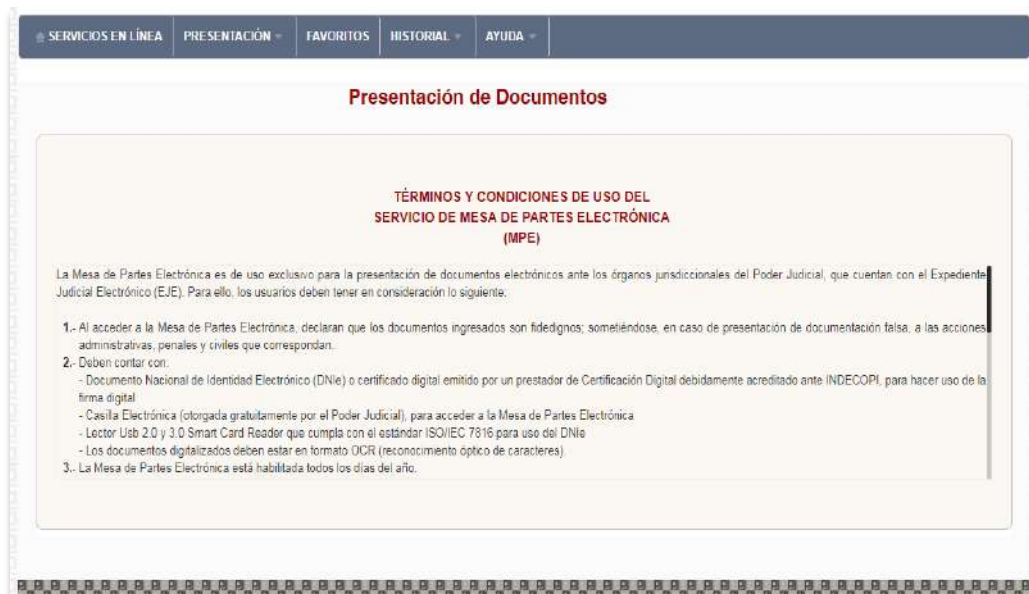 SERVICIOS EN LÍNEA PRESENTACIÓN FAVORITOS HISTORIAL AYUDA
Presentación de Documentos
TÉRMINOS Y CONDICIONES DE USO DEL
SERVICIO DE MESA DE PARTES ELECTRÓNICA
(MPE)
La Mesa de Partes Electrónica es de uso exclusivo para la presentación de documentos electrónicos ante los órganos jurisdiccionales del Poder Judicial, que cuentan con el Expediente
Judicial Electrónico (EJE). Para ello, los usuarios deben tener en consideración lo siguiente:
1.- Al acceder a la Mesa de Partes Electrónica, declaran que los documentos ingresados son fidedignos; sometiéndose, en caso de presentación de documentación falsa, a las acciones
administrativas, penales y civiles que correspondan.
2.- Deben contar con:
- Documento Nacional de Identidad Electrónico (DNIe) o certificado digital emitido por un prestador de Certificación Digital debidamente acreditado ante INDECOPI, para hacer uso de la
firma digital
- Casilla Electrónica (otorgada gratuitamente por el Poder Judicial), para acceder a la Mesa de Partes Electrónica
- Lector Usb 2.0 y 3.0 Smart Card Reader que cumpla con el estándar ISO/IEC 7816 para uso del DNIe
- Los documentos digitalizados deben estar en formato OCR (reconocimiento óptico de caracteres)
3.- La Mesa de Partes Electrónica está habilitada todos los días del año.